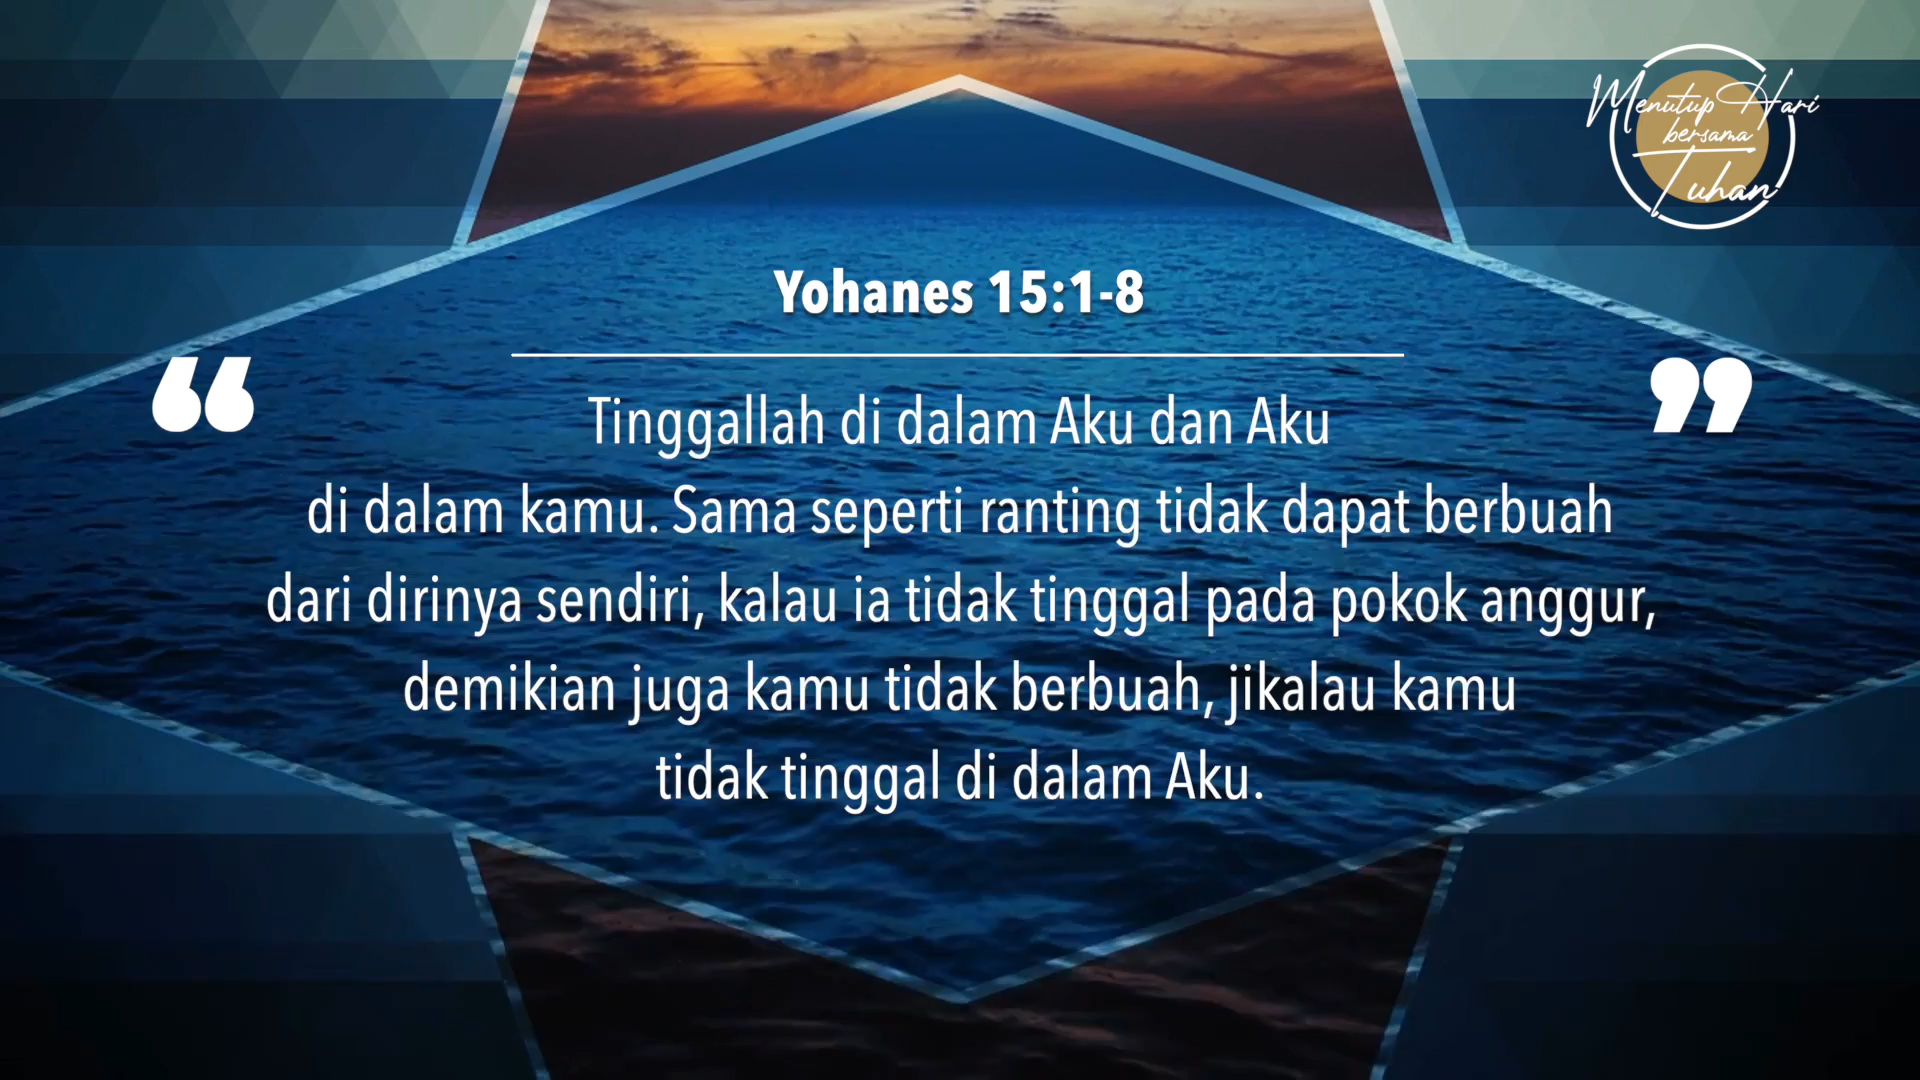 Menutup Hari
bersama
Tuhan
Yohanes 15:1-8
“ ”
Tinggallah di dalam Aku dan Aku
di dalam kamu. Sama seperti ranting tidak dapat berbuah
dari dirinya sendiri, kalau ia tidak tinggal pada pokok anggur,
demikian juga kamu tidak berbuah, jikalau kamu
tidak tinggal di dalam Aku.